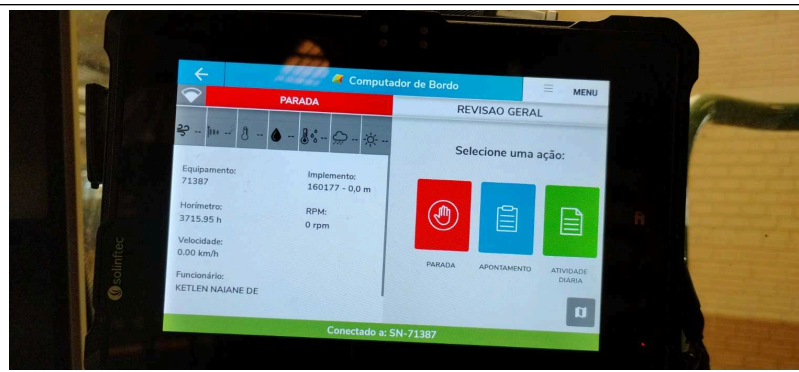 Computador de Bordo
MENU
PARADA
REVISAO GERAL
-- -- -- -- -- -- --
Equipamento:
71387
Implemento:
160177 - 0,0 m
Horímetro:
3715.95 h
RPM:
0 rpm
Velocidade:
0.00 km/h
Funcionário:
KETLEN NAIANE DE
Selecione uma ação:
PARADA
APONTAMENTO
ATIVIDADE
DIARIA
Conectado a: SN-71387
solinftec